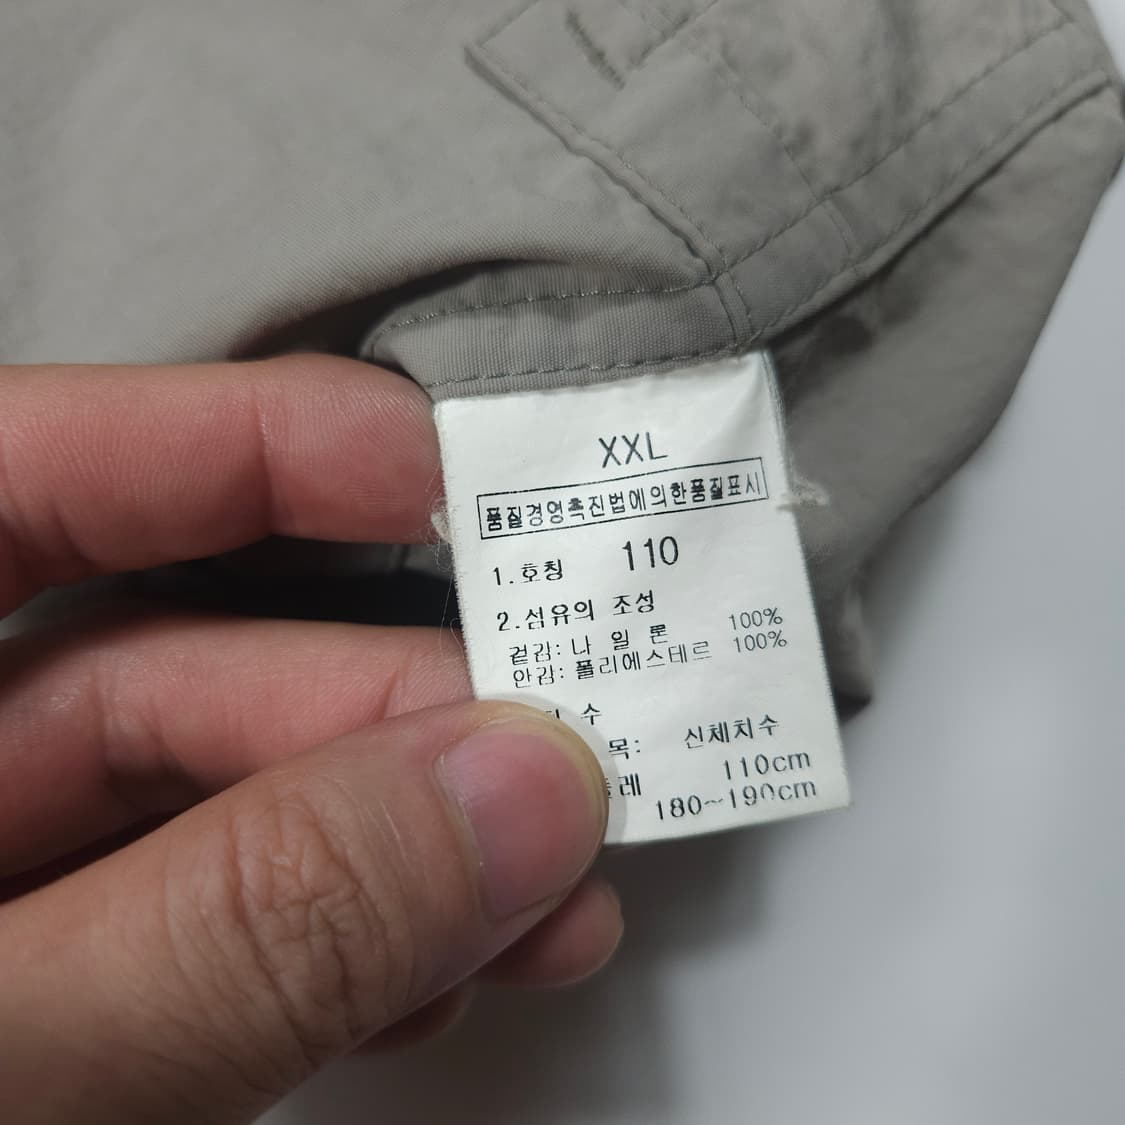 XXL
품질경영촉진법에의한품질표시
1.호칭 110
2.섬유의 조성
겉감: 나 일 론 100%
안감: 폴리에스테르 100%
수
목: 신체치수
110cm
180~190cm